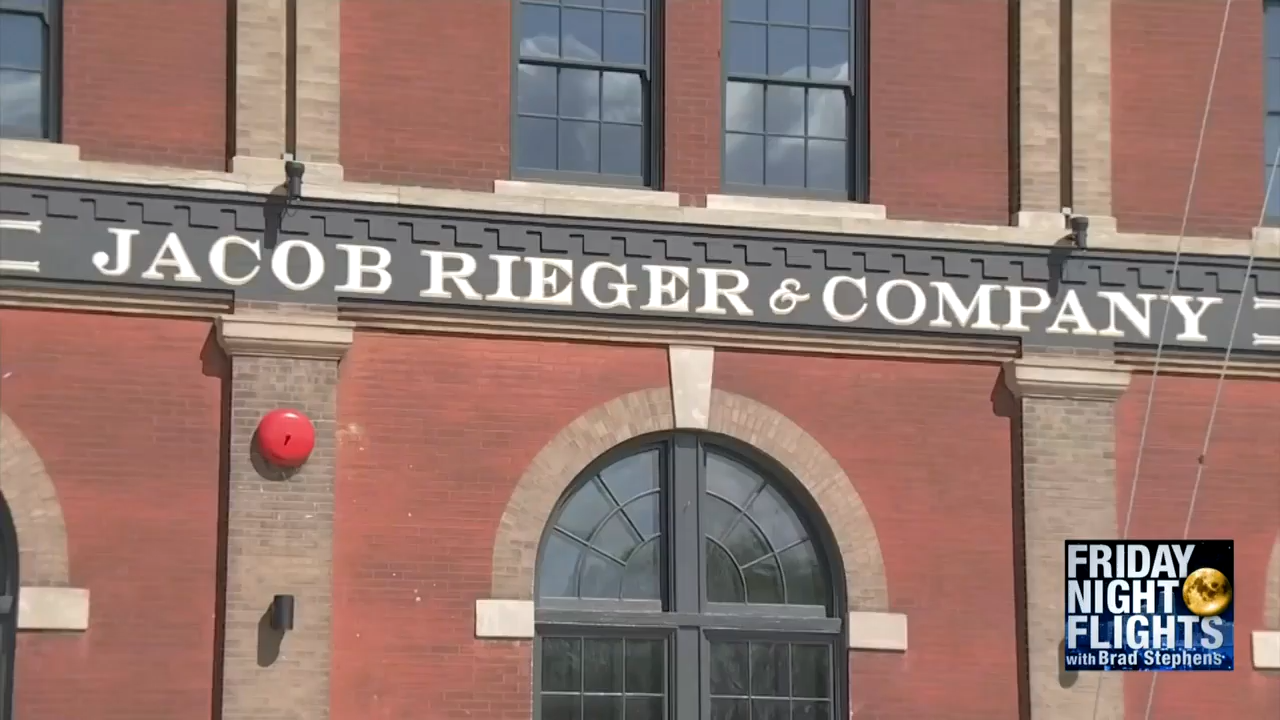 JACOB RIEGER & COMPANY
FRIDAY
NIGHT
FLIGHTS
with Brad Stephens